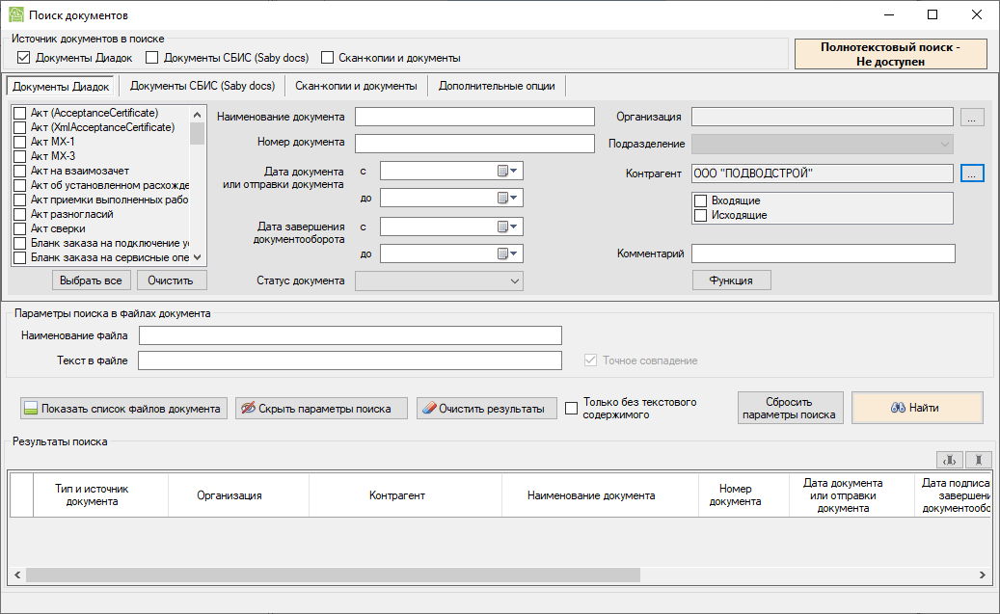 Поиск документов
Источник документов в поиске
Документы Диадок
Документы СБИС (Saby docs)
Скан-копии и документы
Полнотекстовый поиск -
Не доступен
Документы Диадок
Документы СБИС (Saby docs)
Скан-копии и документы
Дополнительные опции
Акт (AcceptanceCertificate)
Акт (XmlAcceptanceCertificate)
Акт МХ-1
Акт МХ-3
Акт на взаимозачет
Акт об установленном расхожде
Акт приемки выполненных рабо
Акт разногласий
Акт сверки
Бланк заказа на подключение у
Бланк заказа на сервисные опе
Выбрать все
Очистить
Наименование документа
Номер документа
Дата документа
или отправки документа
с
до
Дата завершения
документооборота
с
до
Статус документа
Организация
...
Подразделение
Контрагент
ООО "ПОДВОДСТРОЙ"
...
Входящие
Исходящие
Комментарий
Функция
Параметры поиска в файлах документа
Наименование файла
Текст в файле
Точное совпадение
Показать список файлов документа
Скрыть параметры поиска
Очистить результаты
Только без текстового
содержимого
Сбросить
параметры поиска
Найти
Результаты поиска
Тип и источник
документа
Организация
Контрагент
Наименование документа
Номер
документа
Дата документа
или отправки
документа
Дата подписа
завершени
документообо